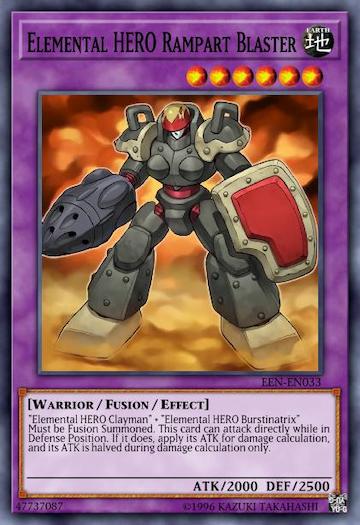 Elemental HERO Rampart Blaster
EARTH
地
EEN-EN033
[Warrior / Fusion / Effect]
"Elemental HERO Clayman" + "Elemental HERO Burstinatrix"
Must be Fusion Summoned. This card can attack directly while in
Defense Position. If it does, apply its ATK for damage calculation,
and its ATK is halved during damage calculation only.
ATK/2000 DEF/2500
47737087
©1996 KAZUKI TAKAHASHI